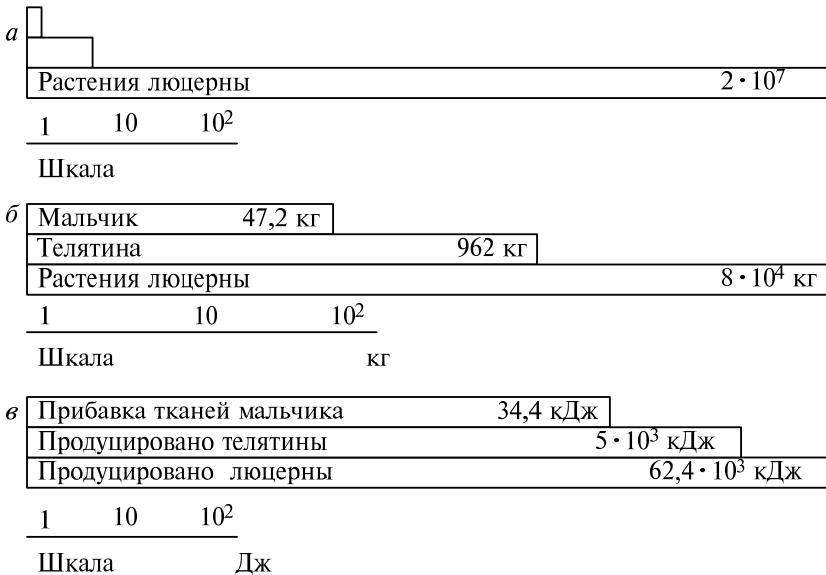 а
Растения люцерны 2·10⁷
1 10 10²
Шкала
б Мальчик 47,2 кг
Телятина 962 кг
Растения люцерны 8·10⁴ кг
1 10 10²
Шкала кг
в Прибавка тканей мальчика 34,4 кДж
Продуцировано телятины 5·10³ кДж
Продуцировано люцерны 62,4·10³ кДж
1 10 10²
Шкала Дж